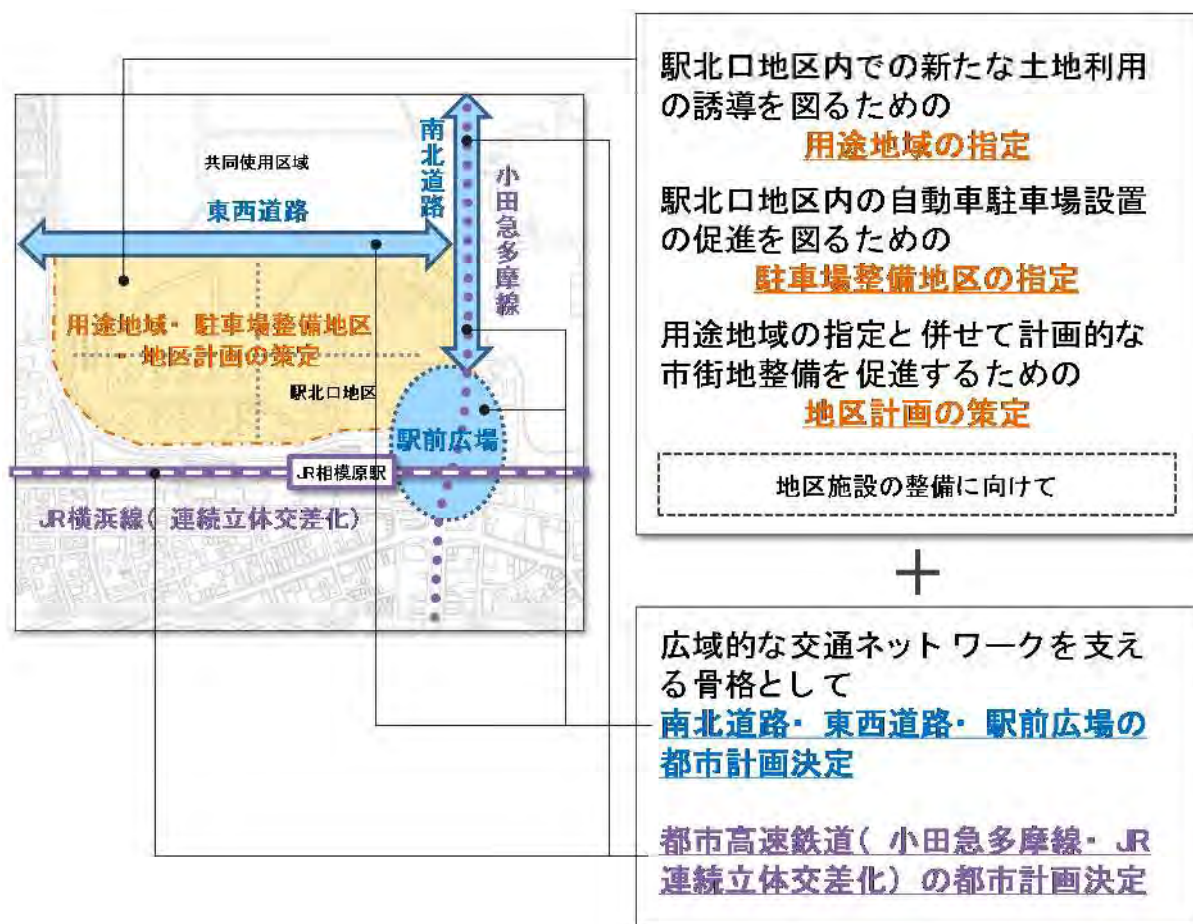 共同使用区域
東西道路
南北道路
小田急多摩線
用途地域・駐車場整備地区
・地区計画の策定
駅北口地区
駅前広場
JR相模原駅
JR横浜線(連続立体交差化)
駅北口地区内での新たな土地利用
の誘導を図るための
用途地域の指定
駅北口地区内の自動車駐車場設置
の促進を図るための
駐車場整備地区の指定
用途地域の指定と併せて計画的な
市街地整備を促進するための
地区計画の策定
地区施設の整備に向けて
+
広域的な交通ネットワークを支え
る骨格として
南北道路・東西道路・駅前広場の
都市計画決定
都市高速鉄道(小田急多摩線・JR
連続立体交差化)の都市計画決定